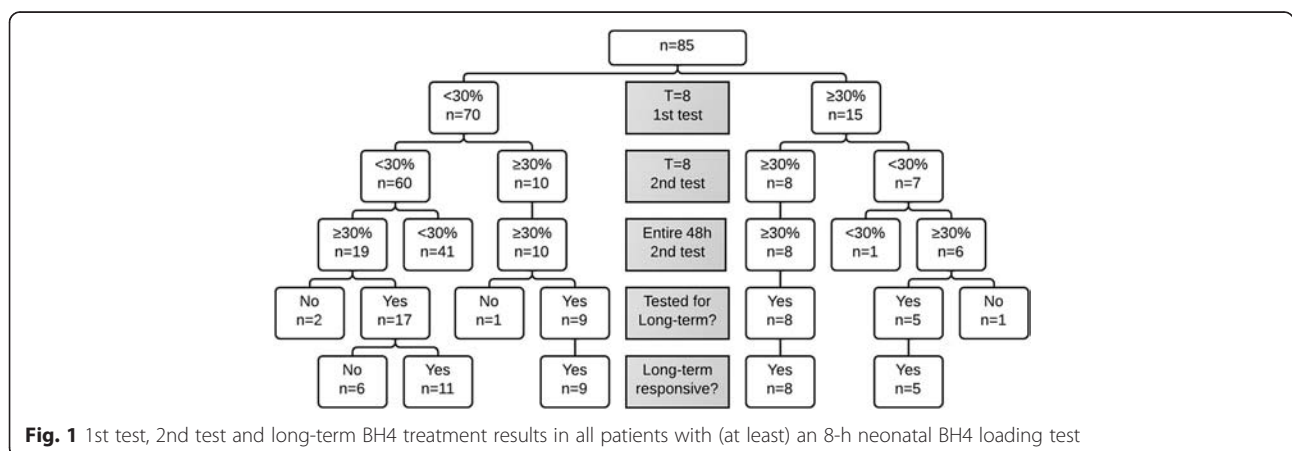 n=85
<30%
n=70
T=8
1st test
≥30%
n=15
<30%
n=60
≥30%
n=10
T=8
2nd test
≥30%
n=8
<30%
n=7
≥30%
n=19
<30%
n=41
≥30%
n=10
Entire 48h
2nd test
≥30%
n=8
<30%
n=1
≥30%
n=6
No
n=2
Yes
n=17
No
n=1
Yes
n=9
Tested for
Long-term?
Yes
n=8
Yes
n=5
No
n=1
No
n=6
Yes
n=11
Yes
n=9
Long-term
responsive?
Yes
n=8
Yes
n=5
Fig. 1 1st test, 2nd test and long-term BH4 treatment results in all patients with (at least) an 8-h neonatal BH4 loading test